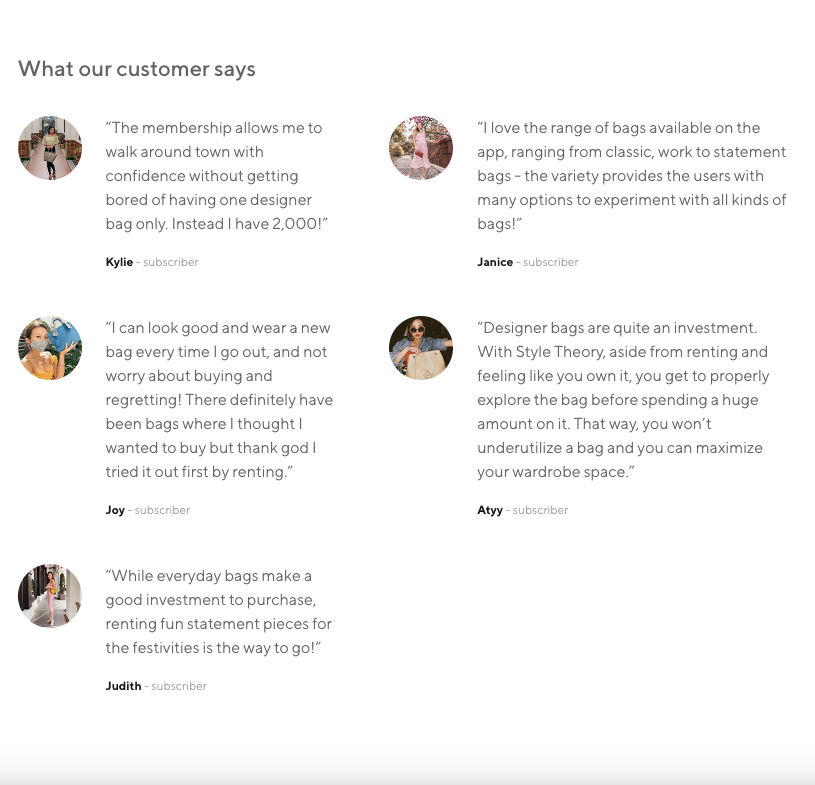 What our customer says
“The membership allows me to
walk around town with
confidence without getting
bored of having one designer
bag only. Instead I have 2,000!”
Kylie - subscriber
“I love the range of bags available on the
app, ranging from classic, work to statement
bags - the variety provides the users with
many options to experiment with all kinds of
bags!”
Janice - subscriber
“I can look good and wear a new
bag every time I go out, and not
worry about buying and
regretting! There definitely have
been bags where I thought I
wanted to buy but thank god I
tried it out first by renting.”
Joy - subscriber
“Designer bags are quite an investment.
With Style Theory, aside from renting and
feeling like you own it, you get to properly
explore the bag before spending a huge
amount on it. That way, you won’t
underutilize a bag and you can maximize
your wardrobe space.”
Atyy - subscriber
“While everyday bags make a
good investment to purchase,
renting fun statement pieces for
the festivities is the way to go!”
Judith - subscriber